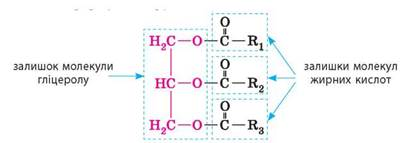 O
H₂C—O—C—R₁
залишок молекули
гліцеролу
O
HC—O—C—R₂
залишки молекул
жирних кислот
O
H₂C—O—C—R₃